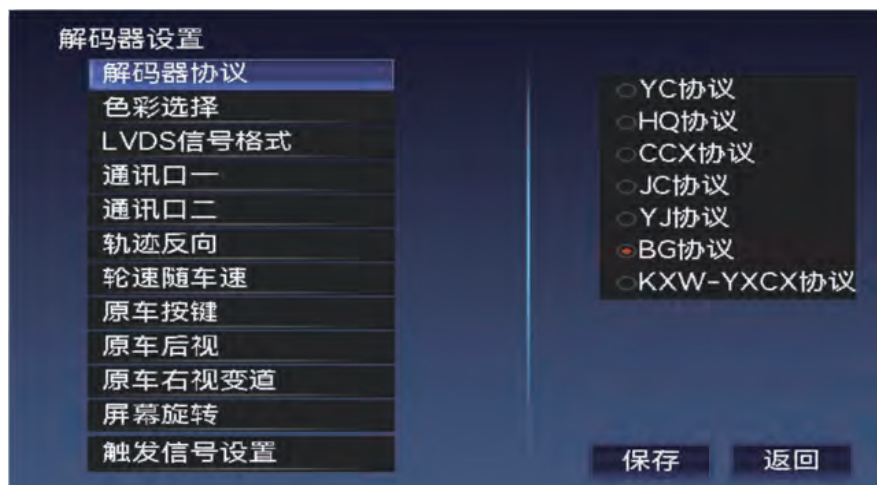 解码器设置
解码器协议
色彩选择
LVDS信号格式
通讯口一
通讯口二
轨迹反向
轮速随车速
原车按键
原车后视
原车右视变道
屏幕旋转
触发信号设置
YC协议
HQ协议
CCX协议
JC协议
YJ协议
BG协议
KXW-YXCX协议
保存
返回